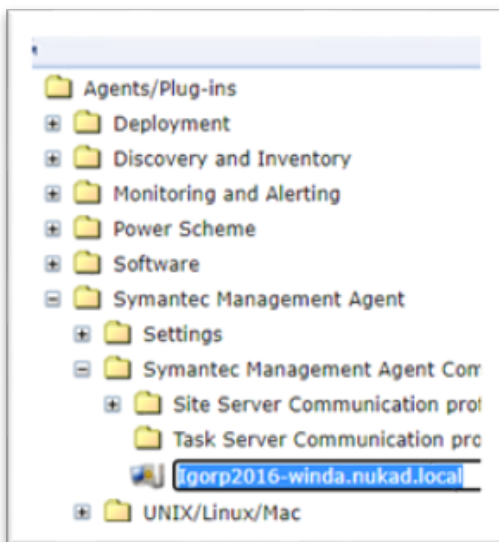 Agents/Plug-ins
Deployment
Discovery and Inventory
Monitoring and Alerting
Power Scheme
Software
Symantec Management Agent
Settings
Symantec Management Agent Com
Site Server Communication prof
Task Server Communication pro
Igorp2016-winda.nukad.local
UNIX/Linux/Mac